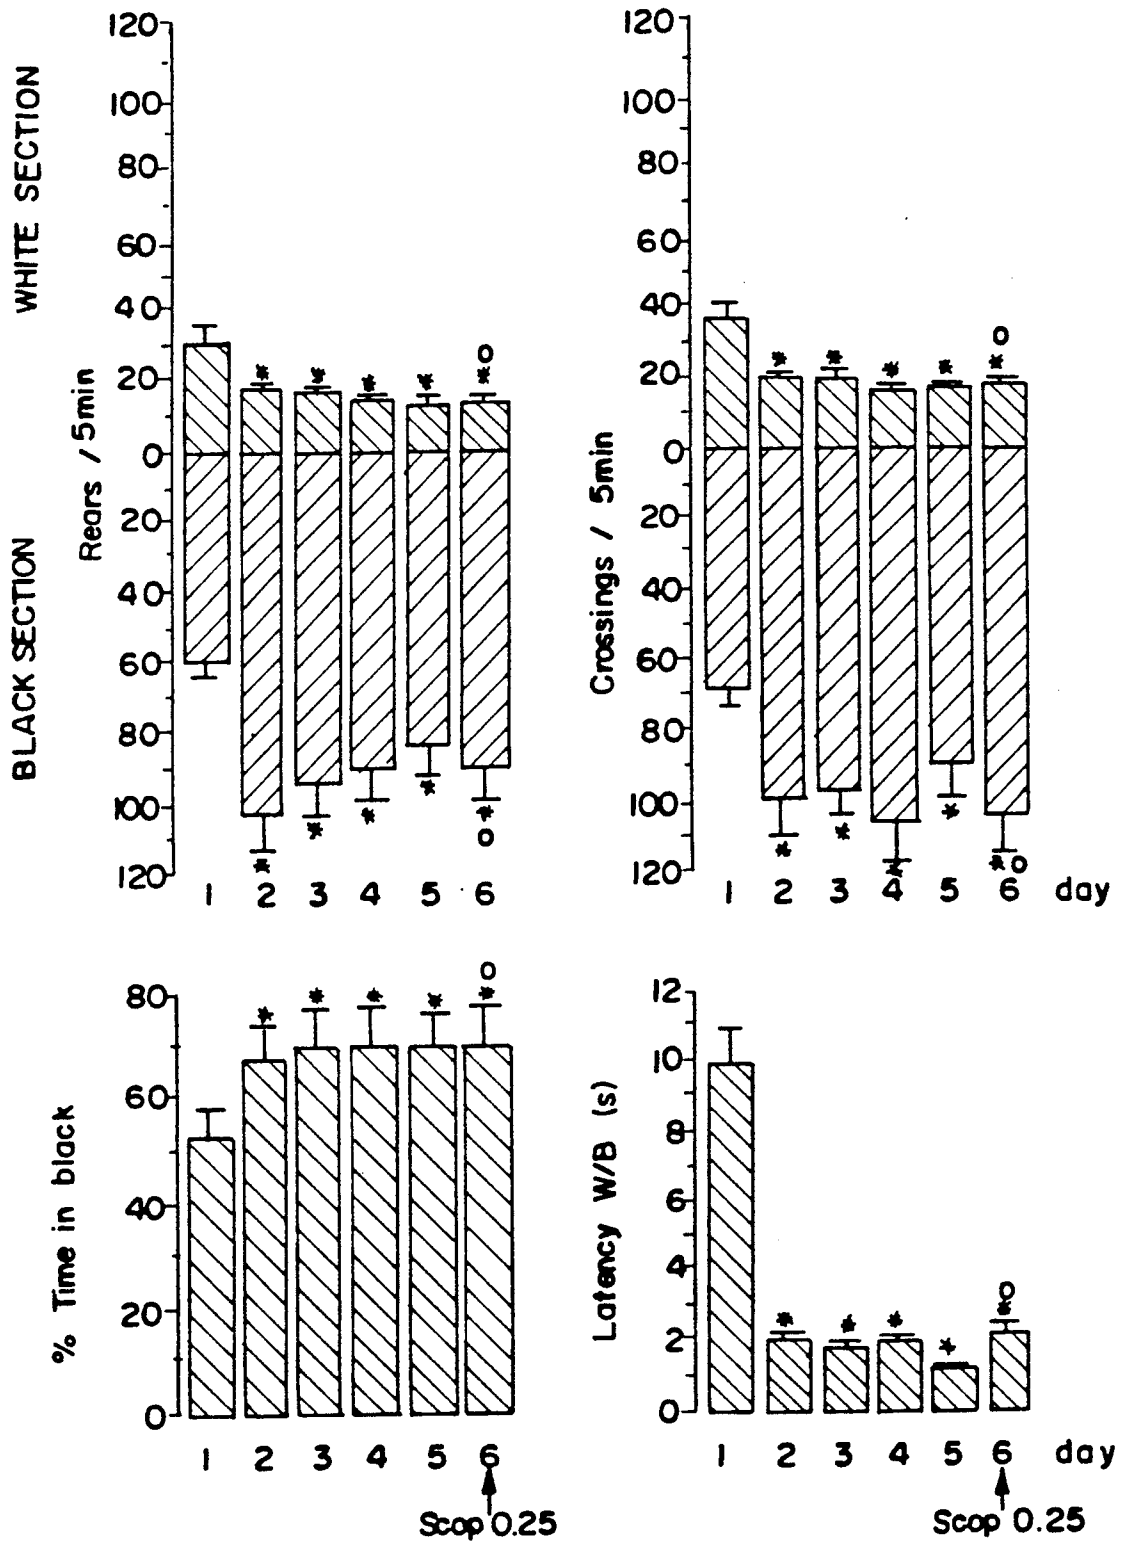 WHITE SECTION
BLACK SECTION
Rears / 5min
120
100
80
60
40
20
0
20
40
60
80
100
120
1 2 3 4 5 6
* * * * * o
* * * * * o
Crossings / 5min
120
100
80
60
40
20
0
20
40
60
80
100
120
1 2 3 4 5 6 day
* * * * * o
* * * * * o
% Time in black
80
60
40
20
0
1 2 3 4 5 6
* * * * * o
Scop 0.25
Latency W/B (s)
12
10
8
6
4
2
0
1 2 3 4 5 6 day
* * * * * o
Scop 0.25